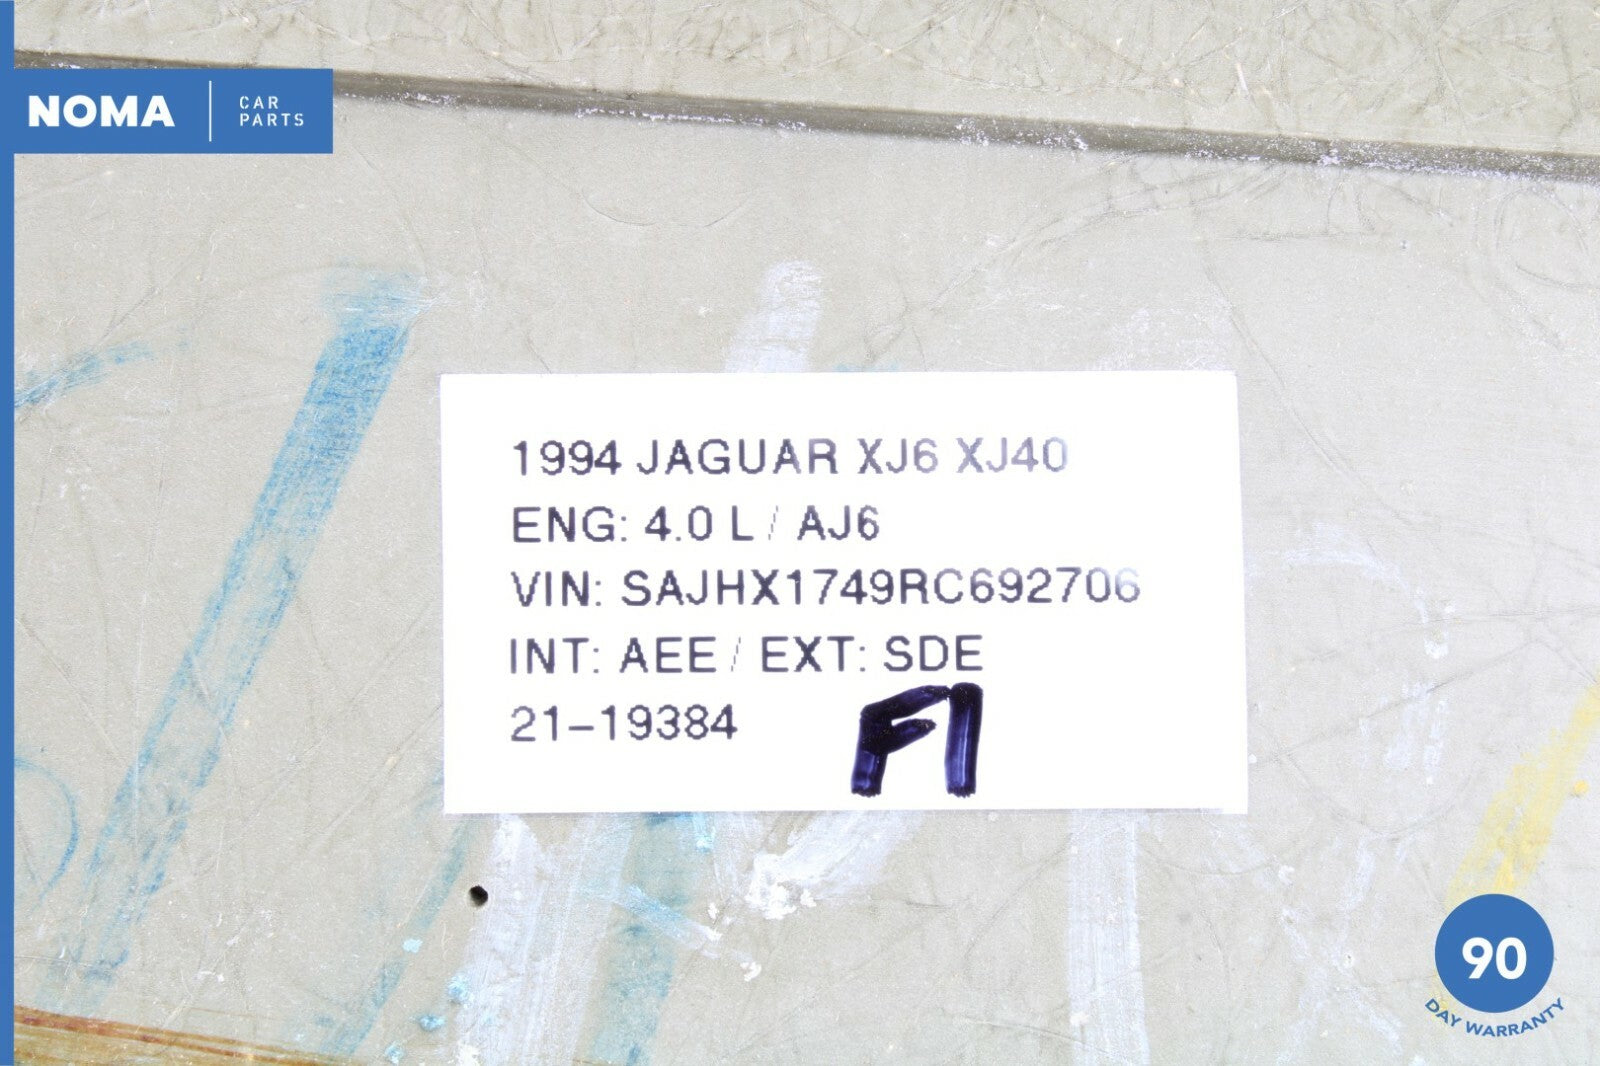 NOMA
CAR
PARTS
1994 JAGUAR XJ6 XJ40
ENG: 4.0 L / AJ6
VIN: SAJHX1749RC692706
INT: AEE / EXT: SDE
21-19384
F1
90
DAY WARRANTY